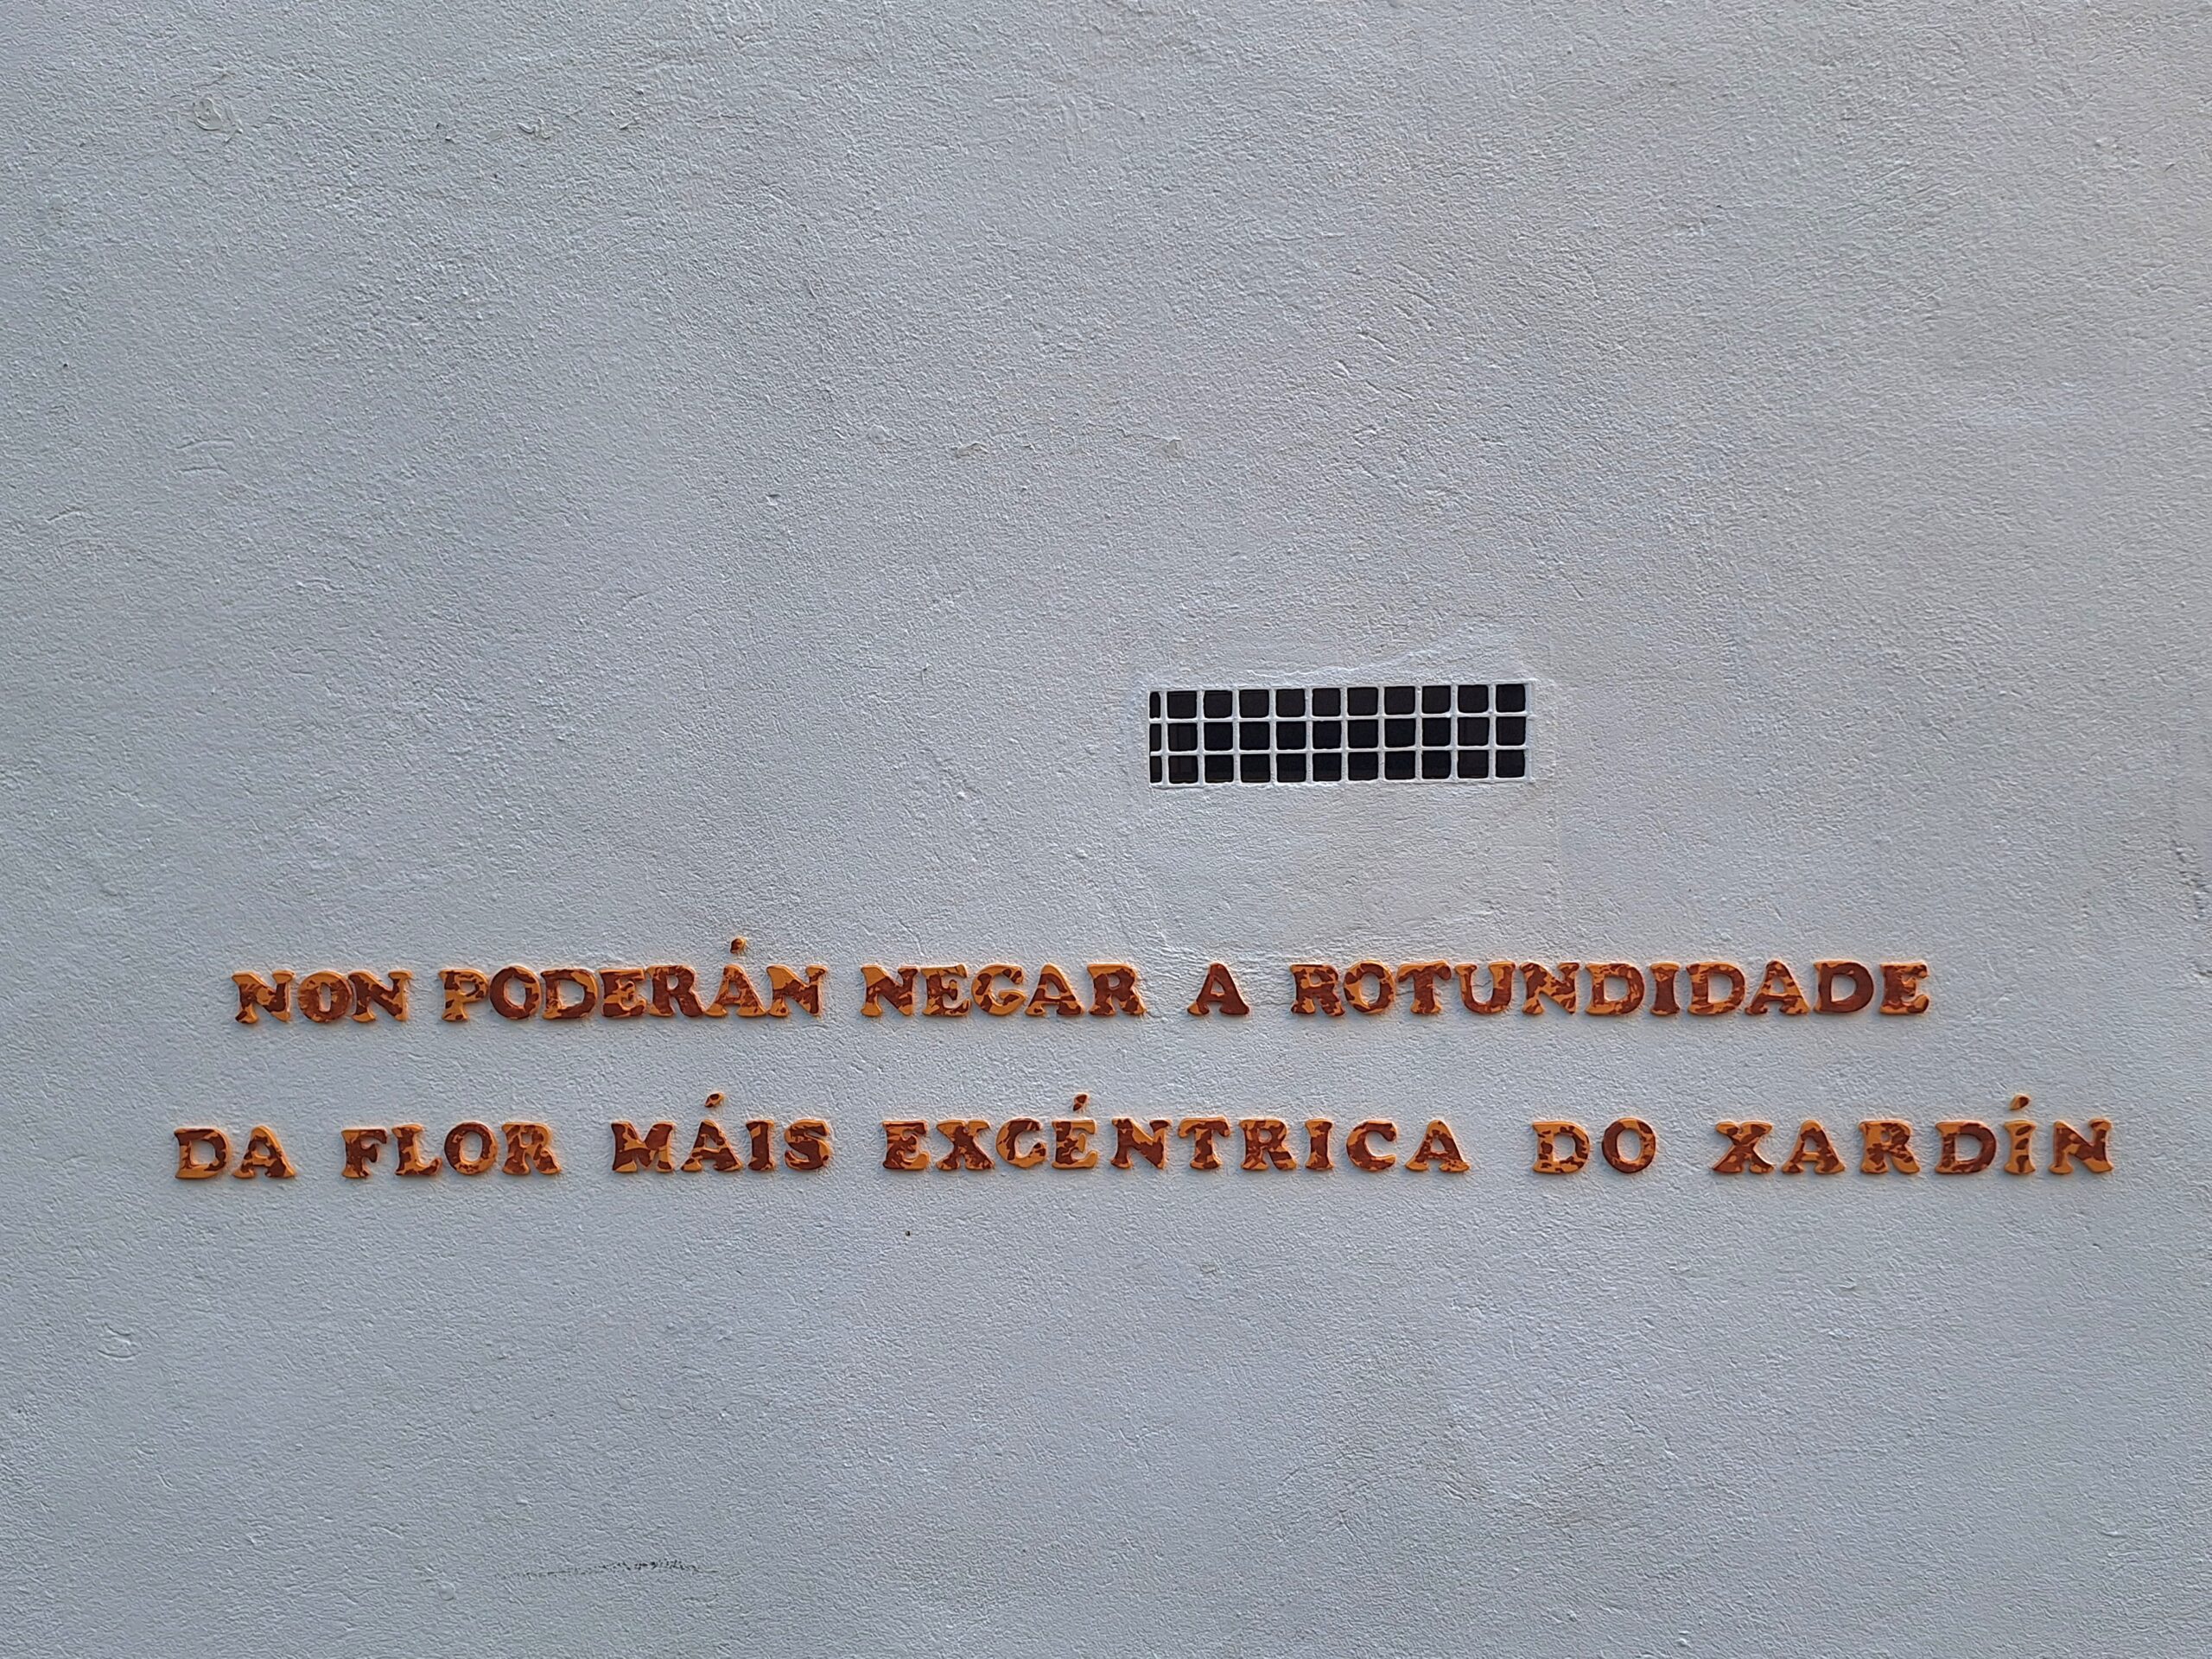 NON PODERÁN NEGAR A ROTUNDIDADE
DA FLOR MÁIS EXCÉNTRICA DO XARDÍN